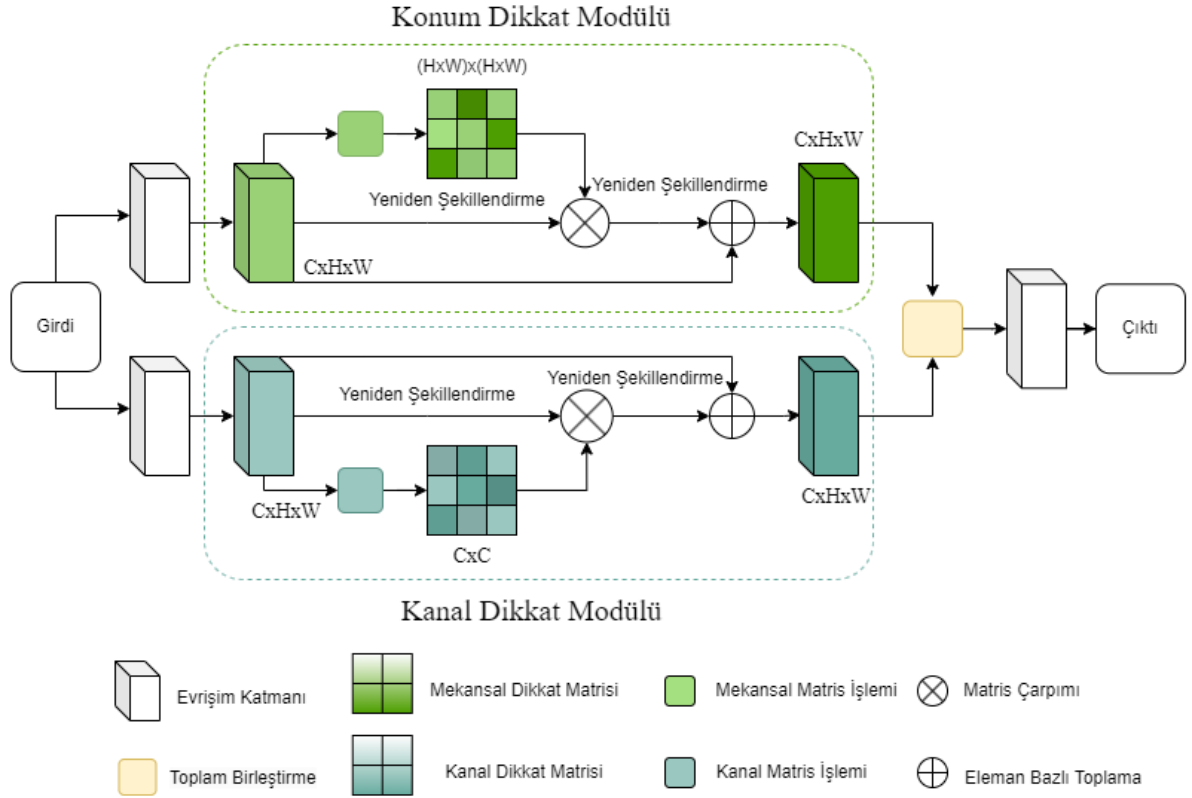 Konum Dikkat Modülü
(HxW)x(HxW)
CxHxW
Yeniden Şekillendirme
Yeniden Şekillendirme
CxHxW
Girdi
Çıktı
Yeniden Şekillendirme
Yeniden Şekillendirme
CxHxW
CxHxW
CxC
Kanal Dikkat Modülü
Evrişim Katmanı
Mekansal Dikkat Matrisi
Mekansal Matris İşlemi
Matris Çarpımı
Toplam Birleştirme
Kanal Dikkat Matrisi
Kanal Matris İşlemi
Eleman Bazlı Toplama